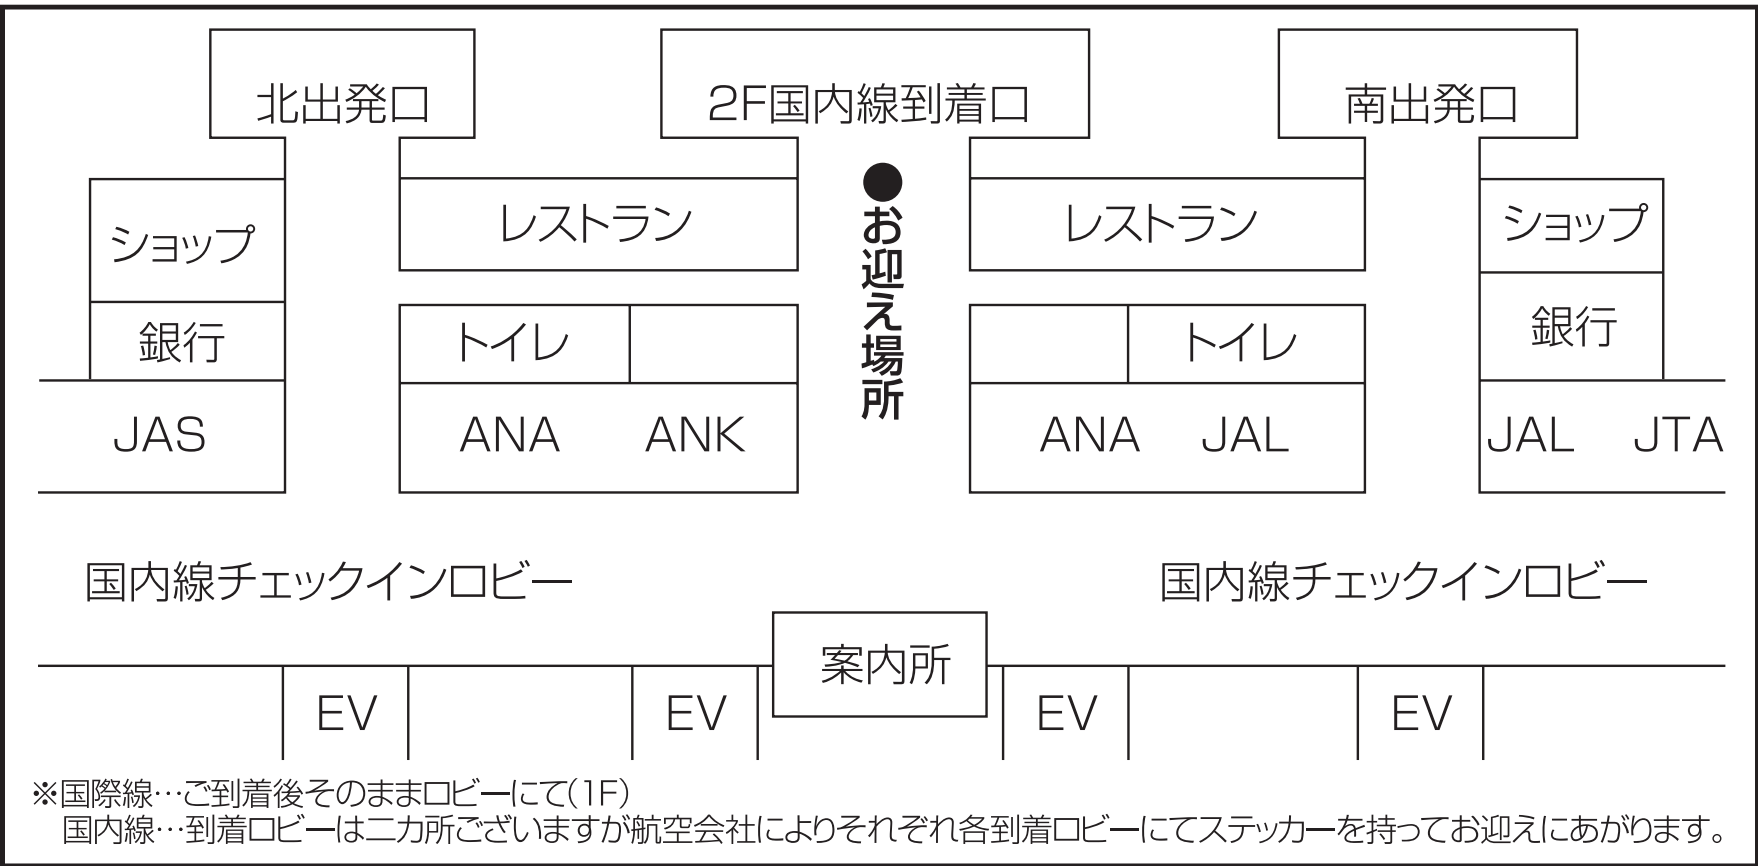 北出発口
2F国内線到着口
南出発口
●お迎え場所
ショップ
レストラン
レストラン
ショップ
銀行
トイレ
トイレ
銀行
JAS
ANA ANK
ANA JAL
JAL JTA
国内線チェックインロビー
国内線チェックインロビー
案内所
EV
EV
EV
EV
※国際線…ご到着後そのままロビーにて(1F)
国内線…到着ロビーは二カ所ございますが航空会社によりそれぞれ各到着ロビーにてステッカーを持ってお迎えにあがります。